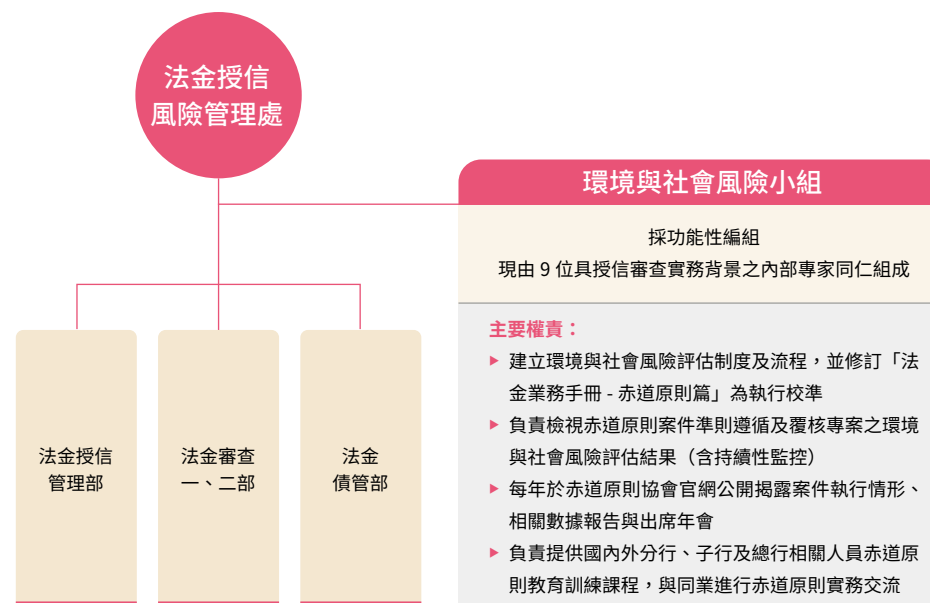 法金授信
風險管理處
環境與社會風險小組
採功能性編組
現由 9 位具授信審查實務背景之內部專家同仁組成
主要權責：
▶ 建立環境與社會風險評估制度及流程，並修訂「法
金業務手冊 - 赤道原則篇」為執行校準
▶ 負責檢視赤道原則案件準則遵循及覆核專案之環境
與社會風險評估結果（含持續性監控）
▶ 每年於赤道原則協會官網公開揭露案件執行情形、
相關數據報告與出席年會
▶ 負責提供國內外分行、子行及總行相關人員赤道原
則教育訓練課程，與同業進行赤道原則實務交流
法金授信
管理部
法金審查
一、二部
法金
債管部